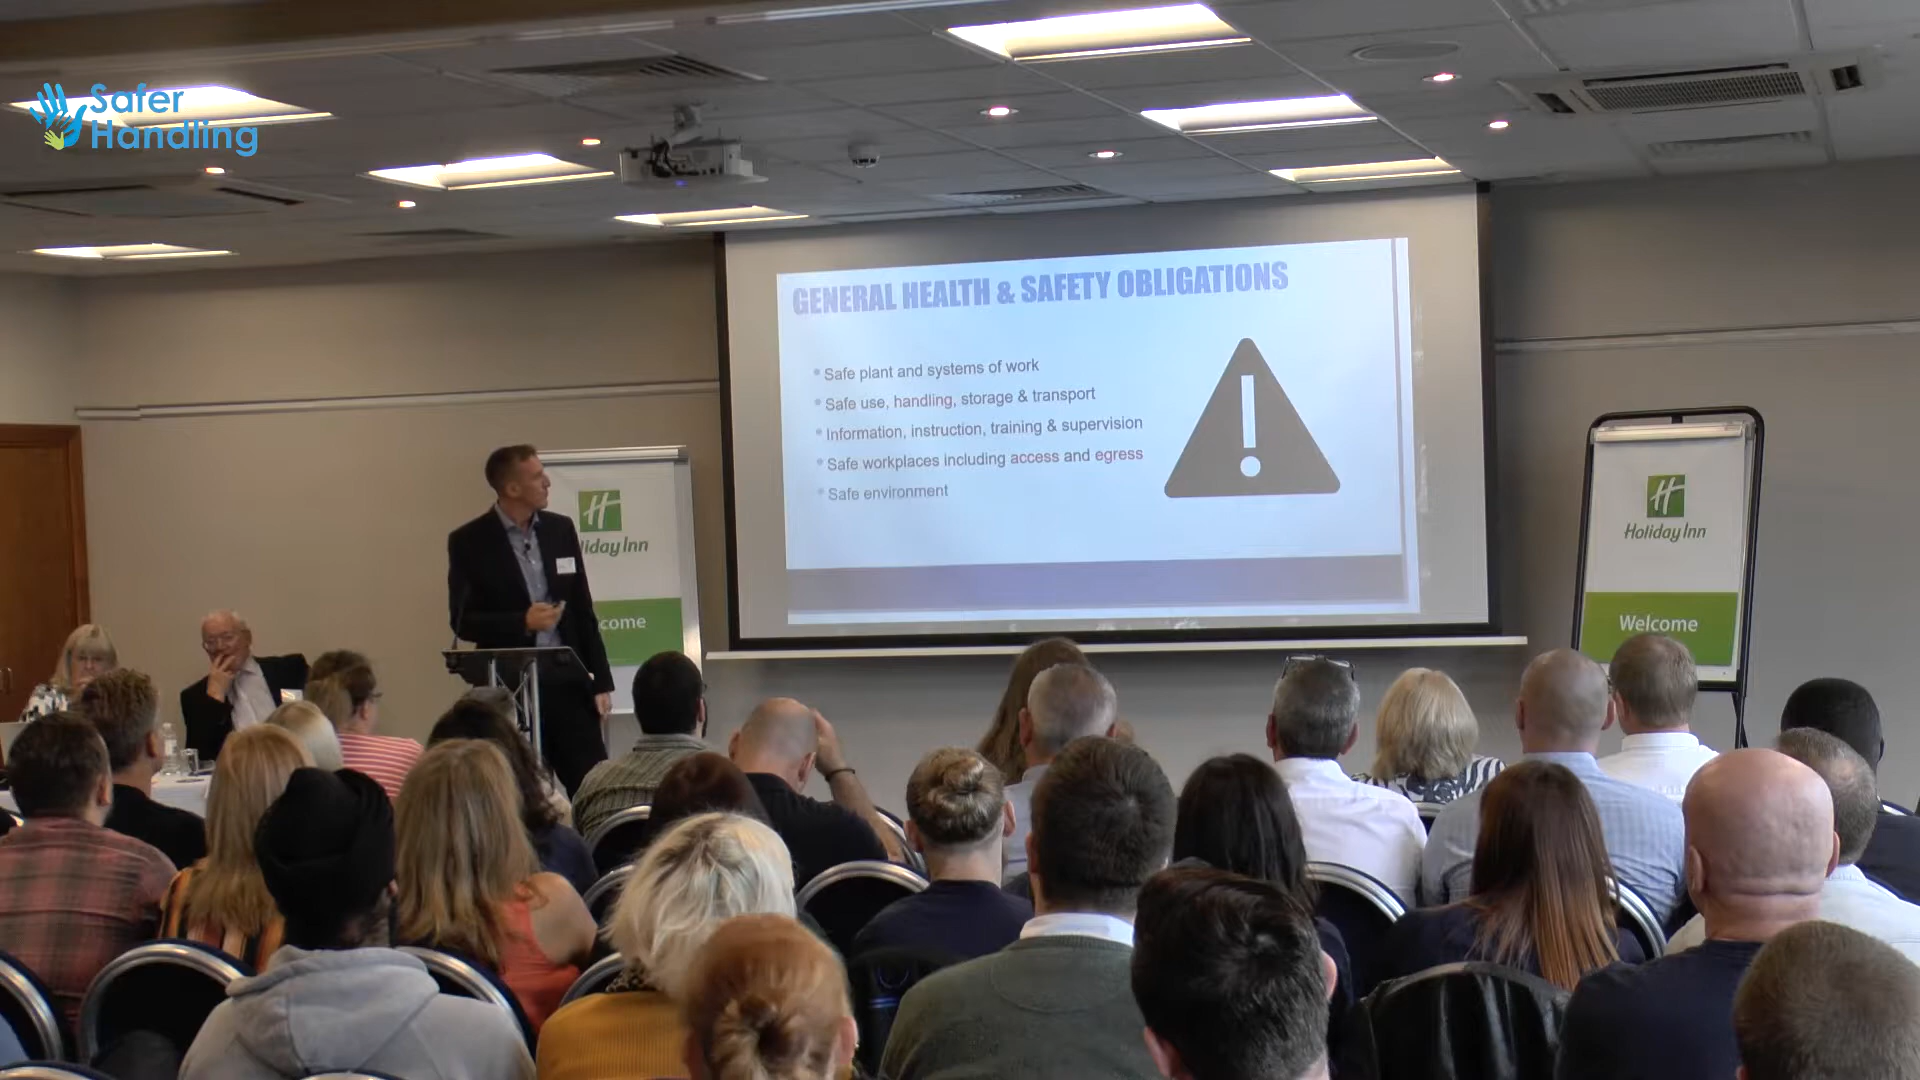 Safer
Handling
GENERAL HEALTH & SAFETY OBLIGATIONS
Safe plant and systems of work
Safe use, handling, storage & transport
Information, instruction, training & supervision
Safe workplaces including access and egress
Safe environment
iday Inn
come
Holiday Inn
Welcome